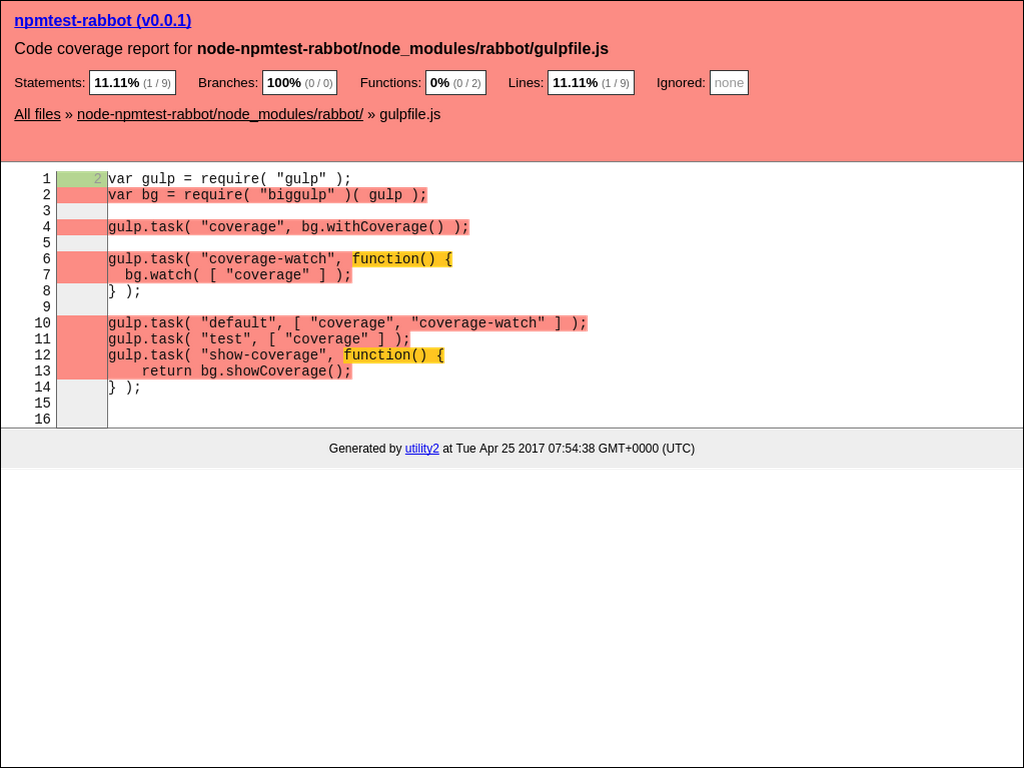 npmtest-rabbot (v0.0.1)
Code coverage report for node-npmtest-rabbot/node_modules/rabbot/gulpfile.js
Statements: 11.11% (1 / 9) Branches: 100% (0 / 0) Functions: 0% (0 / 2) Lines: 11.11% (1 / 9) Ignored: none
All files » node-npmtest-rabbot/node_modules/rabbot/ » gulpfile.js
1 2 var gulp = require( "gulp" );
2 var bg = require( "biggulp" )( gulp );
3
4 gulp.task( "coverage", bg.withCoverage() );
5
6 gulp.task( "coverage-watch", function() {
7   bg.watch( [ "coverage" ] );
8 } );
9
10 gulp.task( "default", [ "coverage", "coverage-watch" ] );
11 gulp.task( "test", [ "coverage" ] );
12 gulp.task( "show-coverage", function() {
13     return bg.showCoverage();
14 } );
15
16
Generated by utility2 at Tue Apr 25 2017 07:54:38 GMT+0000 (UTC)